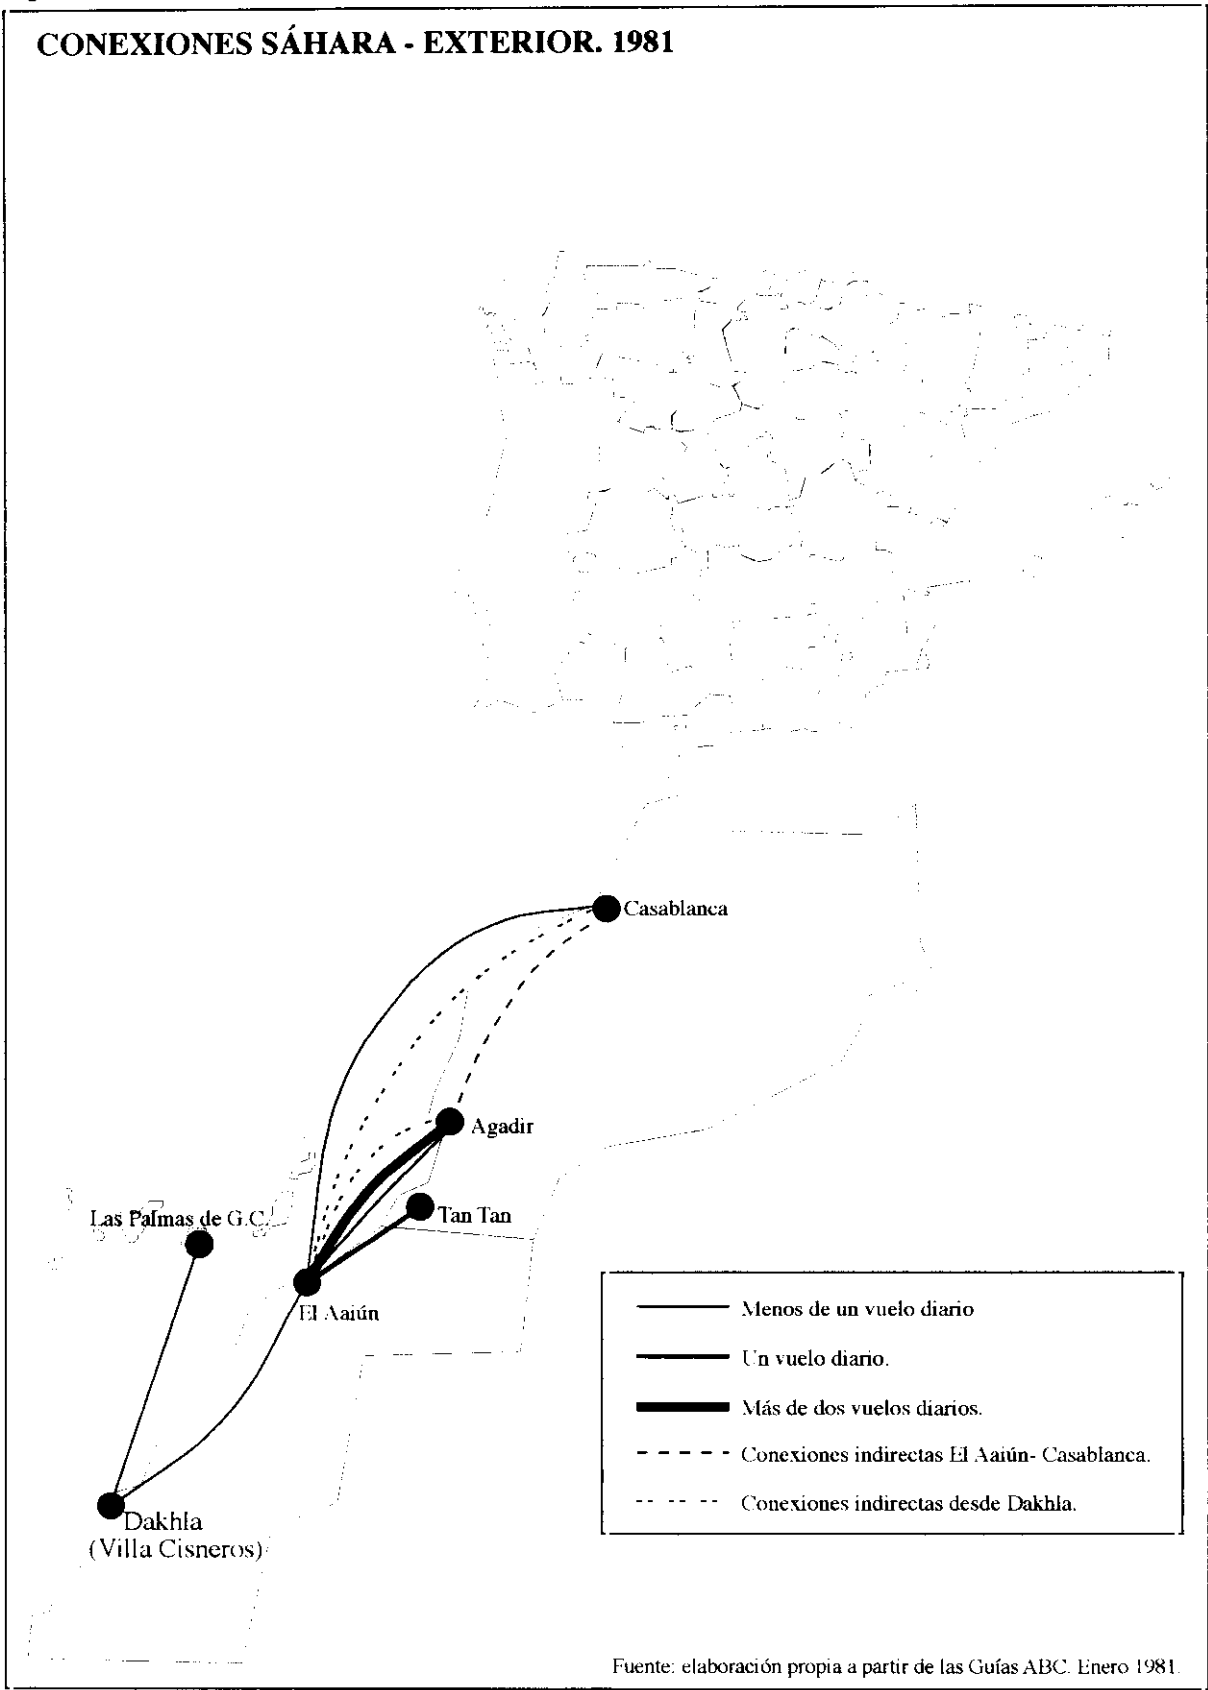 CONEXIONES SÁHARA - EXTERIOR. 1981
Casablanca
Agadir
Tan Tan
Las Palmas de G.C.
El Aaiún
Dakhla
(Villa Cisneros)
Menos de un vuelo diario
Un vuelo diario.
Más de dos vuelos diarios.
Conexiones indirectas El Aaiún- Casablanca.
Conexiones indirectas desde Dakhla.
Fuente: elaboración propia a partir de las Guías ABC. Enero 1981.